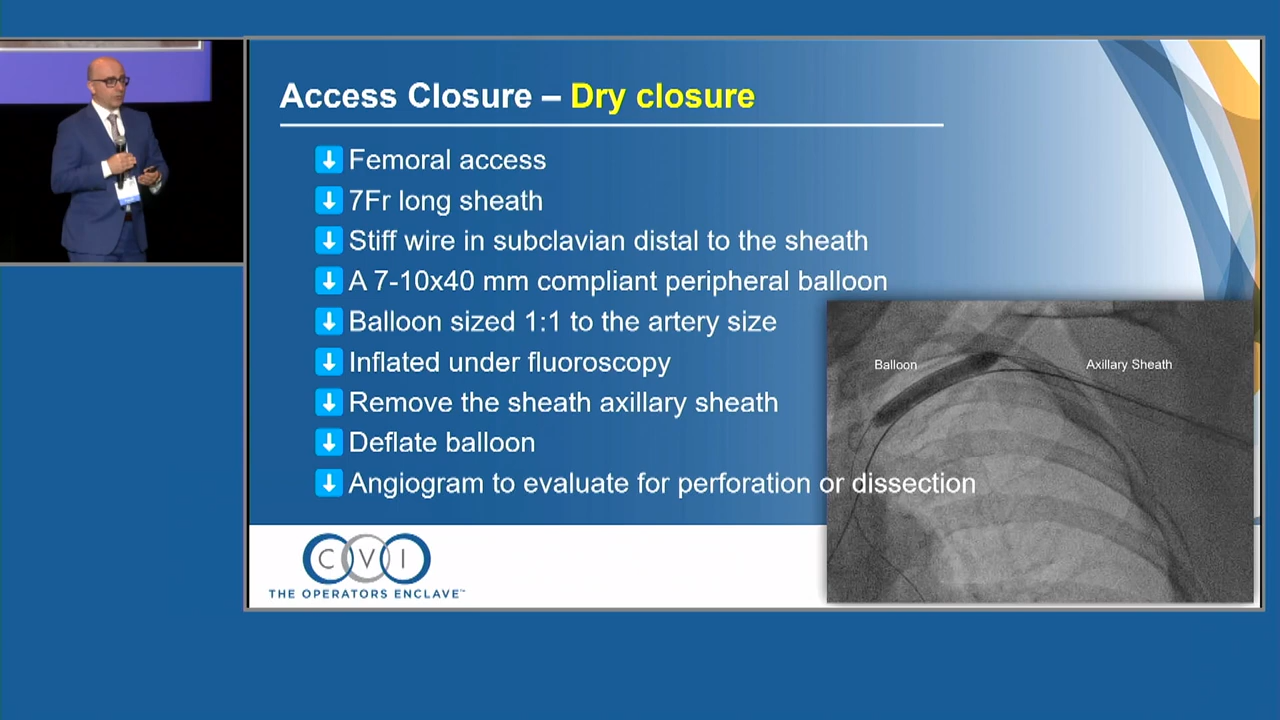 Access Closure – Dry closure
Femoral access
7Fr long sheath
Stiff wire in subclavian distal to the sheath
A 7-10x40 mm compliant peripheral balloon
Balloon sized 1:1 to the artery size
Inflated under fluoroscopy
Remove the sheath axillary sheath
Deflate balloon
Angiogram to evaluate for perforation or dissection
Balloon
Axillary Sheath
CVI
THE OPERATORS ENCLAVE™